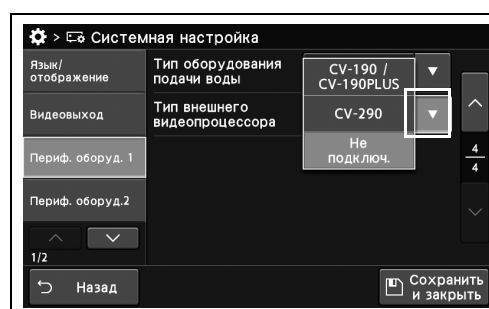 > Системная настройка
Язык/
отображение
Видеовыход
Периф. оборуд. 1
Периф. оборуд.2
1/2
Назад
Тип оборудования
подачи воды
Тип внешнего
видеопроцессора
CV-190 /
CV-190PLUS
CV-290
Не
подключ.
4
4
Сохранить
и закрыть